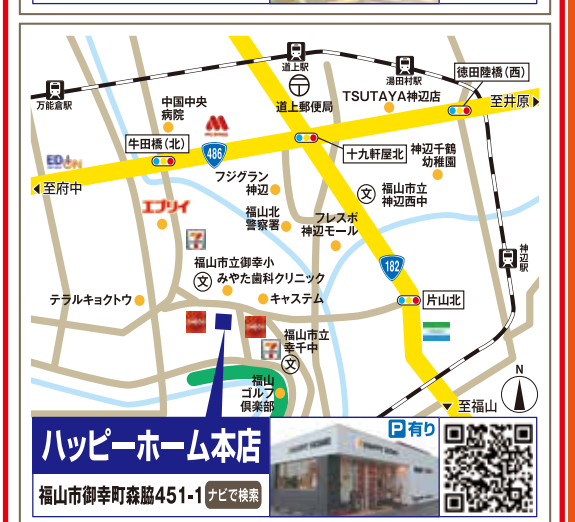 道上駅
湯田村駅
徳田陸橋(西)
万能倉駅
道上郵便局
TSUTAYA神辺店
至井原
中国中央
病院
牛田橋(北)
486
十九軒屋北
神辺千鶴
幼稚園
EDION
至府中
フジグラン
神辺
文
福山市立
神辺西中
エブリイ
福山北
警察署
フレスポ
神辺モール
7
神辺駅
福山市立御幸小
文
みやた歯科クリニック
182
テラルキョクトウ
キャステム
片山北
福山市立
幸千中
7
文
福山
ゴルフ
倶楽部
N
至福山
ハッピーホーム本店
P有り
福山市御幸町森脇451-1
ナビで検索